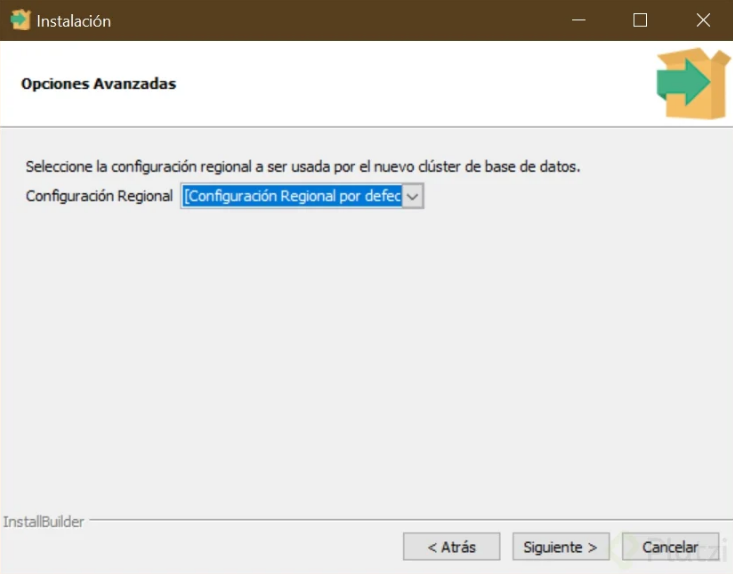 Instalación
Opciones Avanzadas
Seleccione la configuración regional a ser usada por el nuevo clúster de base de datos.
Configuración Regional [Configuración Regional por defec
InstallBuilder
< Atrás Siguiente > Cancelar
Platzi